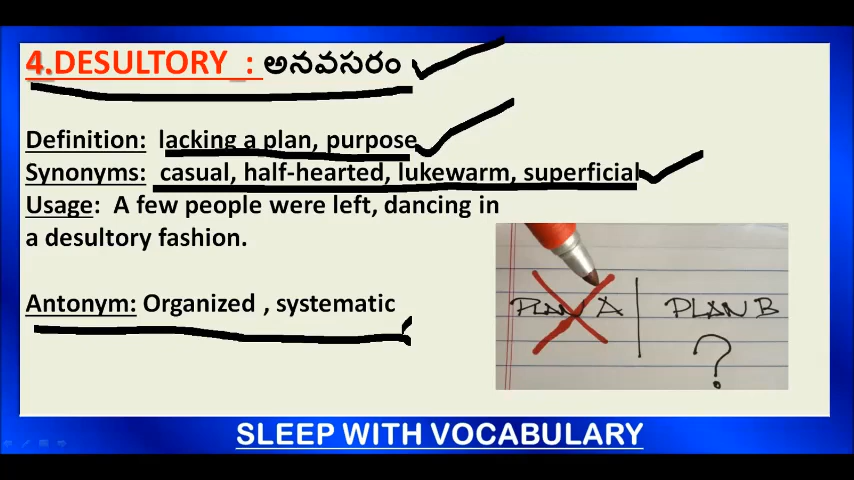 4.DESULTORY : అనవసరం
Definition: lacking a plan, purpose
Synonyms: casual, half-hearted, lukewarm, superficial
Usage: A few people were left, dancing in
a desultory fashion.
PLAN A
PLAN B
?
Antonym: Organized , systematic
SLEEP WITH VOCABULARY